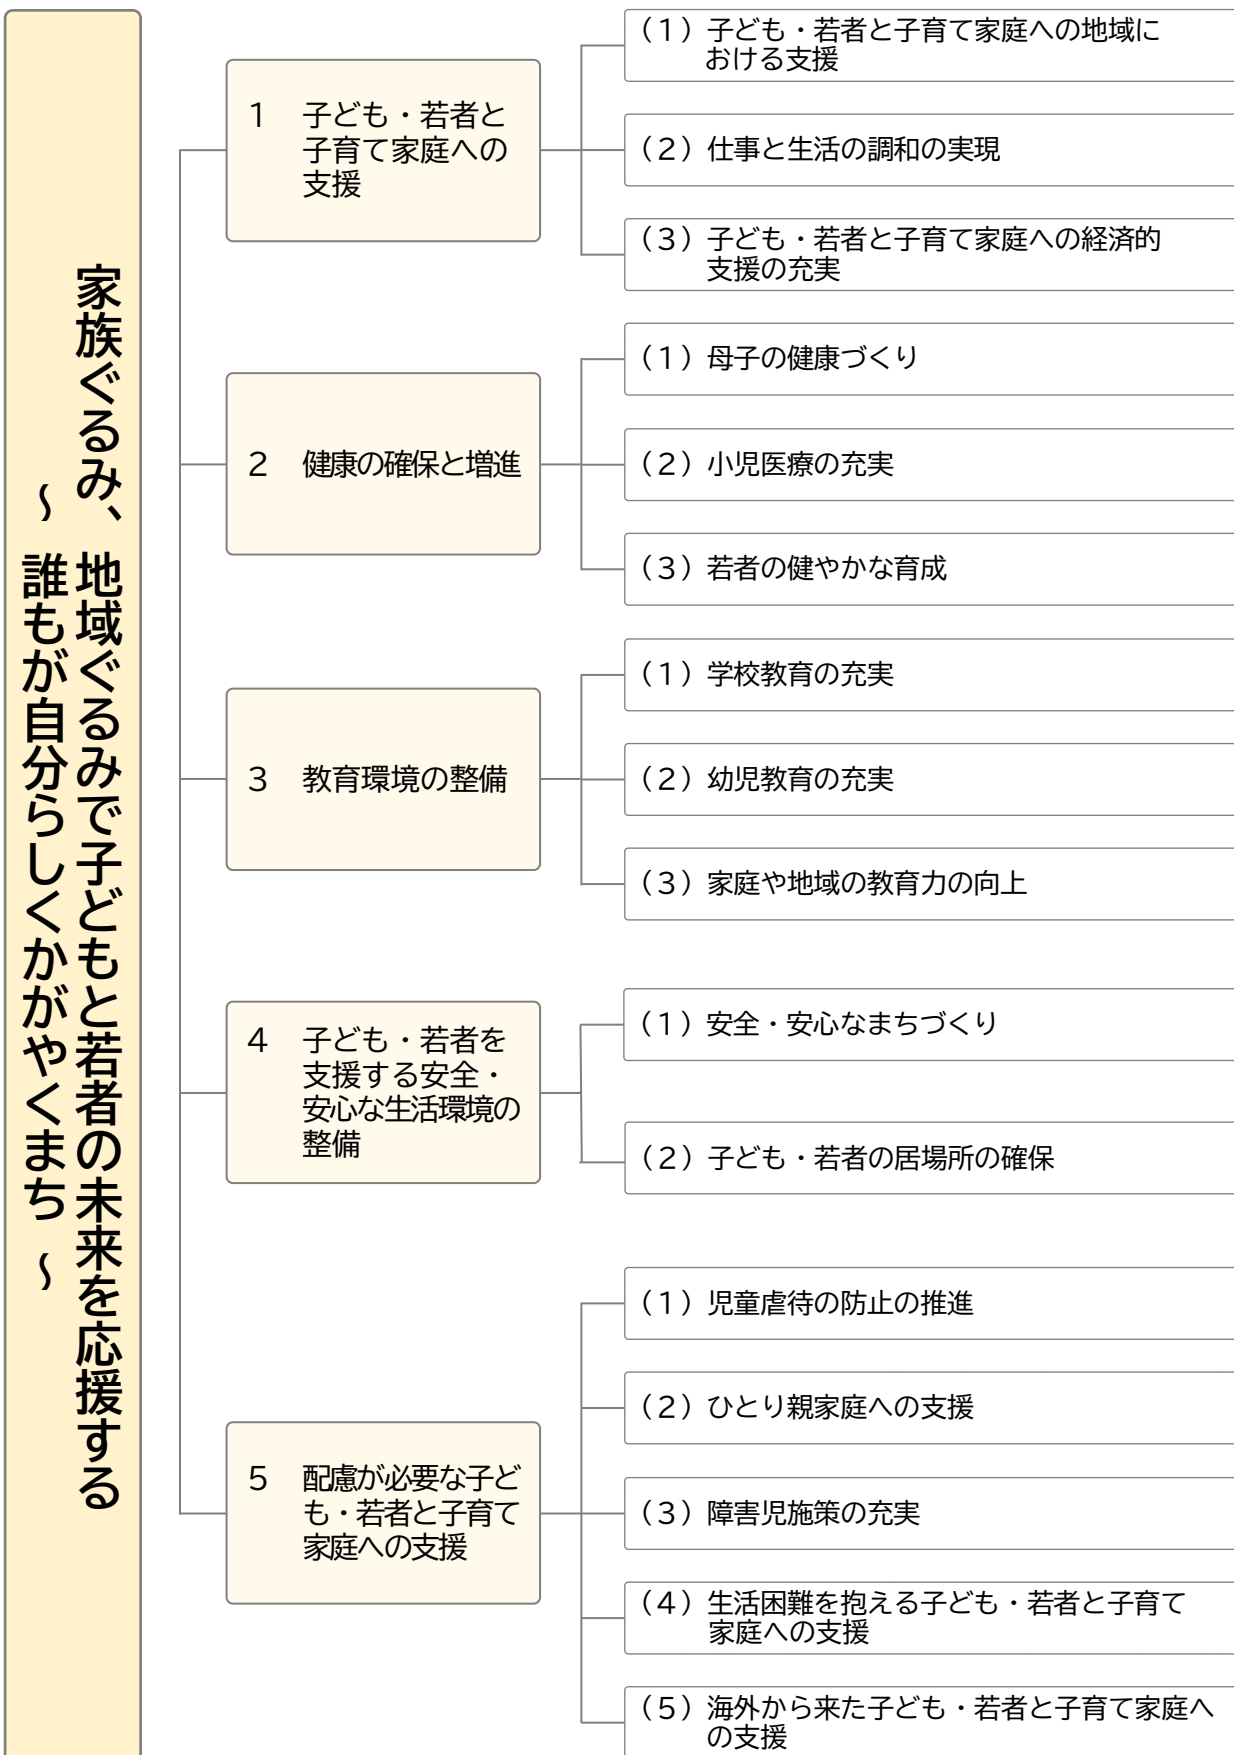 家族ぐるみ、地域ぐるみで子どもと若者の未来を応援する
～ 誰もが自分らしくかがやくまち ～
1 子ども・若者と
子育て家庭への
支援
（1）子ども・若者と子育て家庭への地域に
おける支援
（2）仕事と生活の調和の実現
（3）子ども・若者と子育て家庭への経済的
支援の充実
2 健康の確保と増進
（1）母子の健康づくり
（2）小児医療の充実
（3）若者の健やかな育成
3 教育環境の整備
（1）学校教育の充実
（2）幼児教育の充実
（3）家庭や地域の教育力の向上
4 子ども・若者を
支援する安全・
安心な生活環境の
整備
（1）安全・安心なまちづくり
（2）子ども・若者の居場所の確保
5 配慮が必要な子ど
も・若者と子育て
家庭への支援
（1）児童虐待の防止の推進
（2）ひとり親家庭への支援
（3）障害児施策の充実
（4）生活困難を抱える子ども・若者と子育て
家庭への支援
（5）海外から来た子ども・若者と子育て家庭へ
の支援